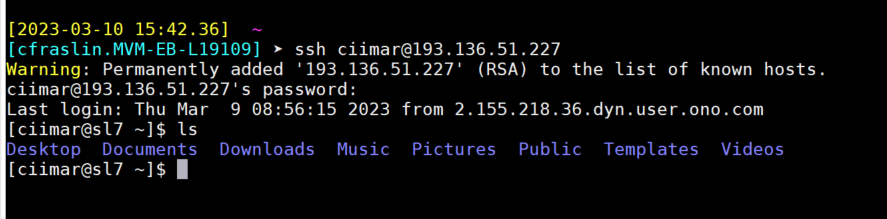 [2023-03-10 15:42.36]  ~
[cfraslin.MVM-EB-L19109] ➤ ssh ciimar@193.136.51.227
Warning: Permanently added '193.136.51.227' (RSA) to the list of known hosts.
ciimar@193.136.51.227's password:
Last login: Thu Mar  9 08:56:15 2023 from 2.155.218.36.dyn.user.ono.com
[ciimar@sl7 ~]$ ls
Desktop  Documents  Downloads  Music  Pictures  Public  Templates  Videos
[ciimar@sl7 ~]$